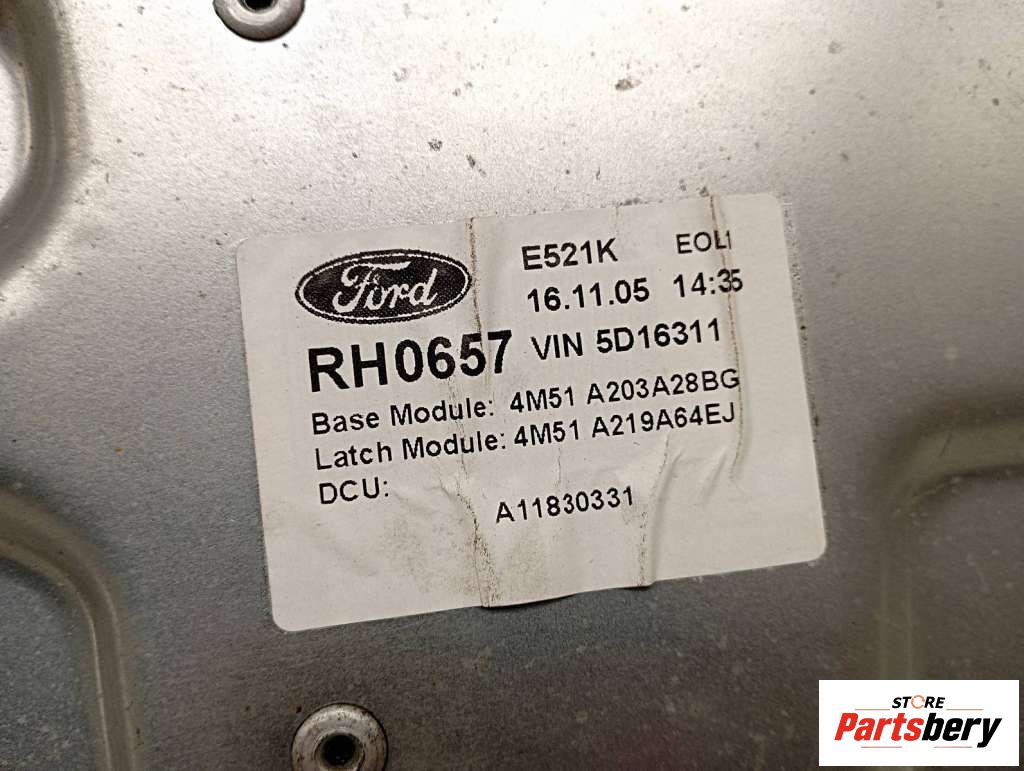 Ford
E521K EOL1
16.11.05 14:35
RH0657 VIN 5D16311
Base Module: 4M51 A203A28BG
Latch Module: 4M51 A219A64EJ
DCU:
A11830331
STORE
Partsbery